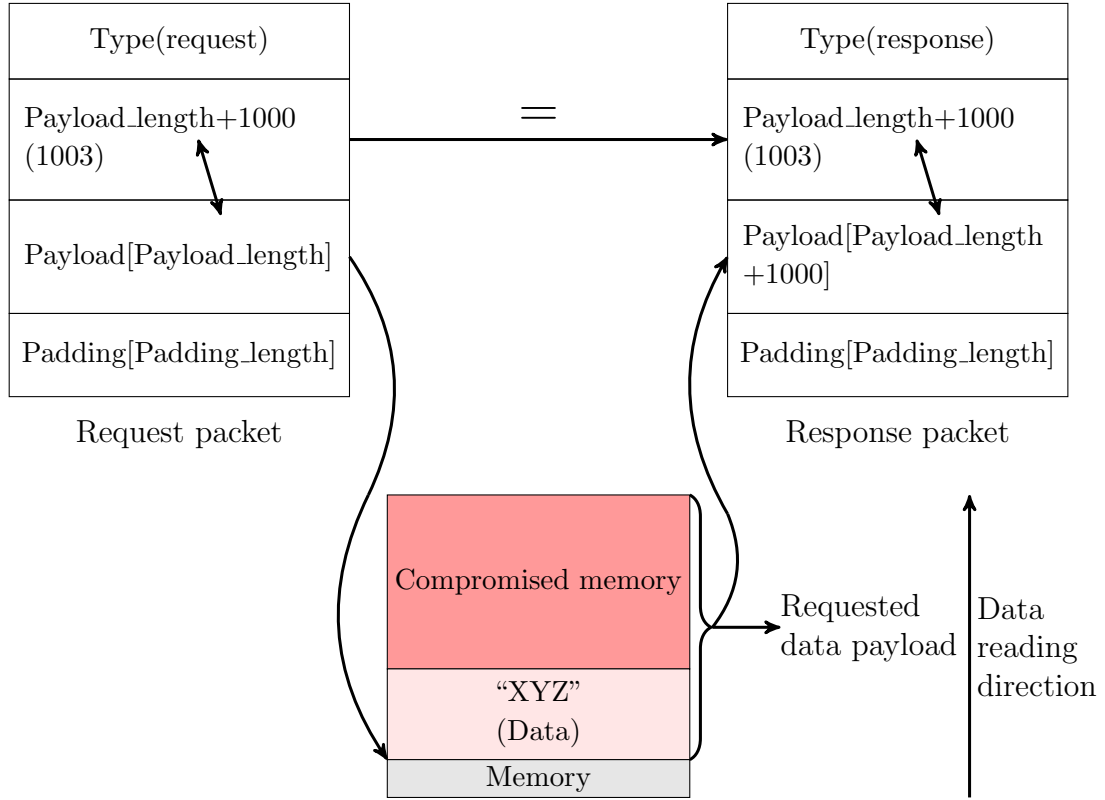 Type(request)
Payload_length+1000
(1003)
Payload[Payload_length]
Padding[Padding_length]
Request packet
=
Type(response)
Payload_length+1000
(1003)
Payload[Payload_length
+1000]
Padding[Padding_length]
Response packet
Compromised memory
“XYZ”
(Data)
Memory
Requested
data payload
Data
reading
direction